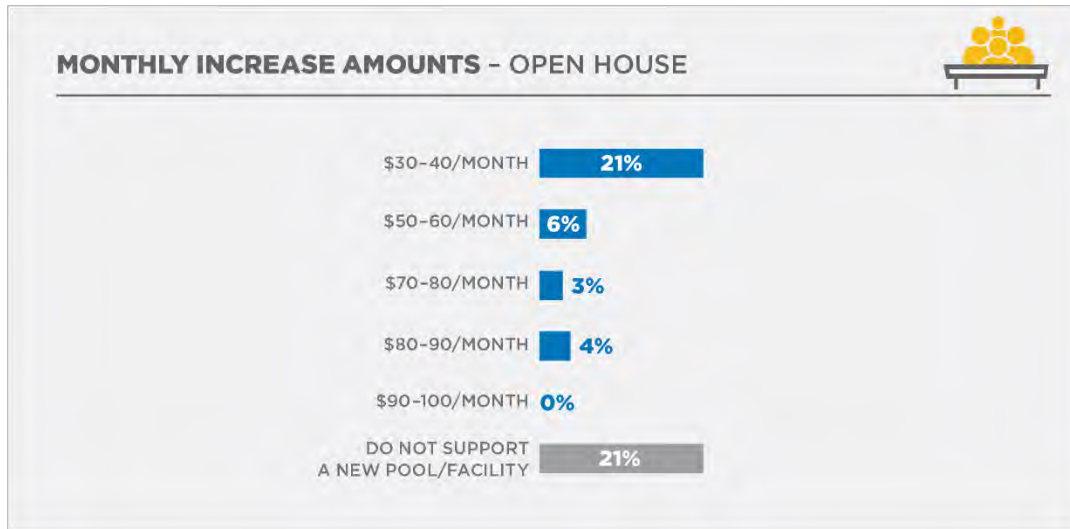 MONTHLY INCREASE AMOUNTS – OPEN HOUSE
$30–40/MONTH 21%
$50–60/MONTH 6%
$70–80/MONTH 3%
$80–90/MONTH 4%
$90–100/MONTH 0%
DO NOT SUPPORT
A NEW POOL/FACILITY 21%